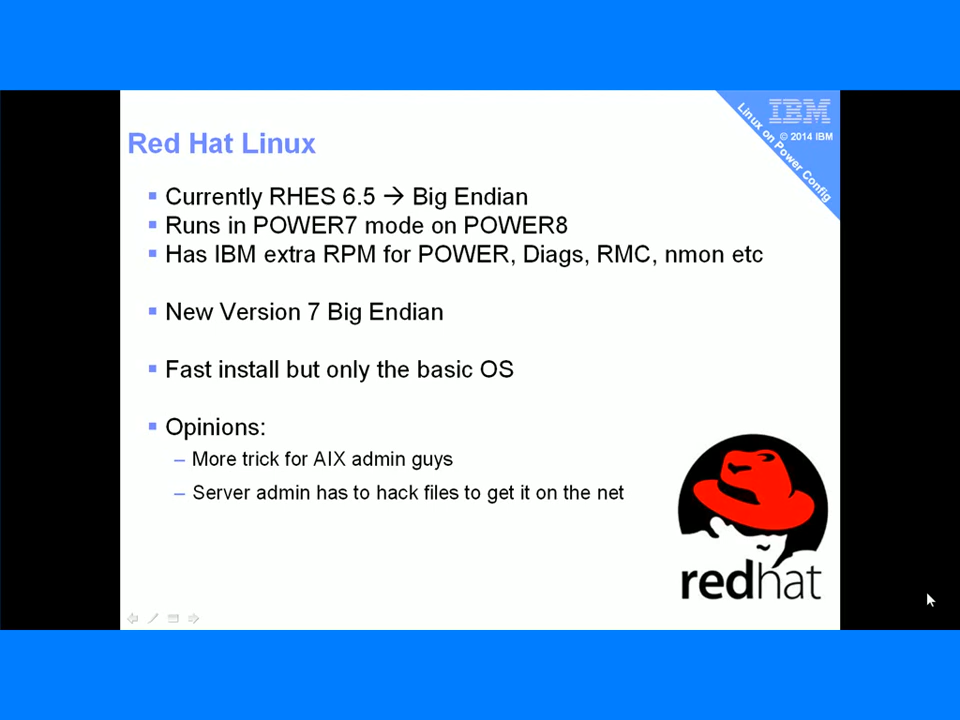 IBM
© 2014 IBM
Linux on Power Config
Red Hat Linux
Currently RHES 6.5 → Big Endian
Runs in POWER7 mode on POWER8
Has IBM extra RPM for POWER, Diags, RMC, nmon etc
New Version 7 Big Endian
Fast install but only the basic OS
Opinions:
– More trick for AIX admin guys
– Server admin has to hack files to get it on the net
redhat